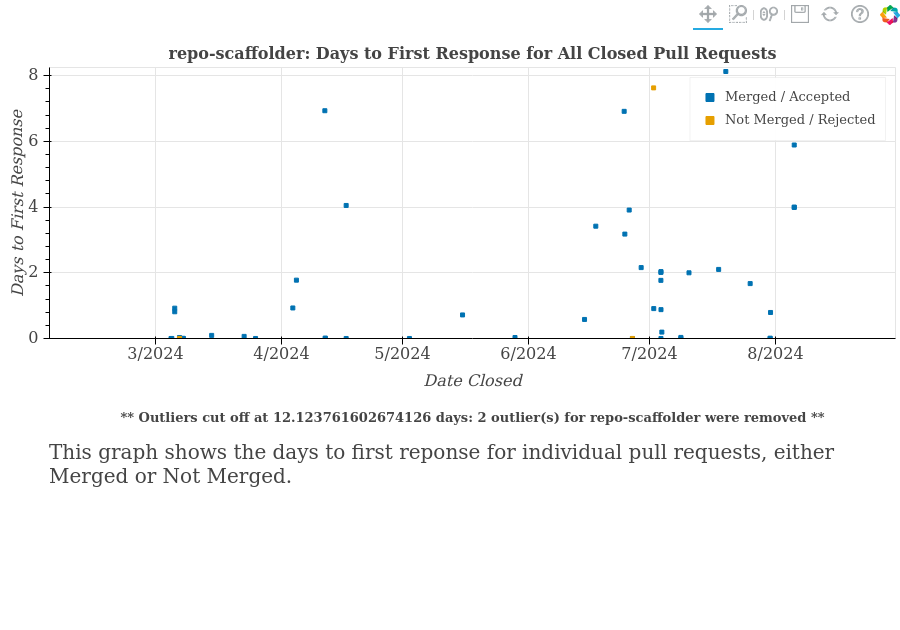 repo-scaffolder: Days to First Response for All Closed Pull Requests
8
6
4
2
0
Days to First Response
Merged / Accepted
Not Merged / Rejected
3/2024 4/2024 5/2024 6/2024 7/2024 8/2024
Date Closed
** Outliers cut off at 12.123761602674126 days: 2 outlier(s) for repo-scaffolder were removed **
This graph shows the days to first reponse for individual pull requests, either
Merged or Not Merged.